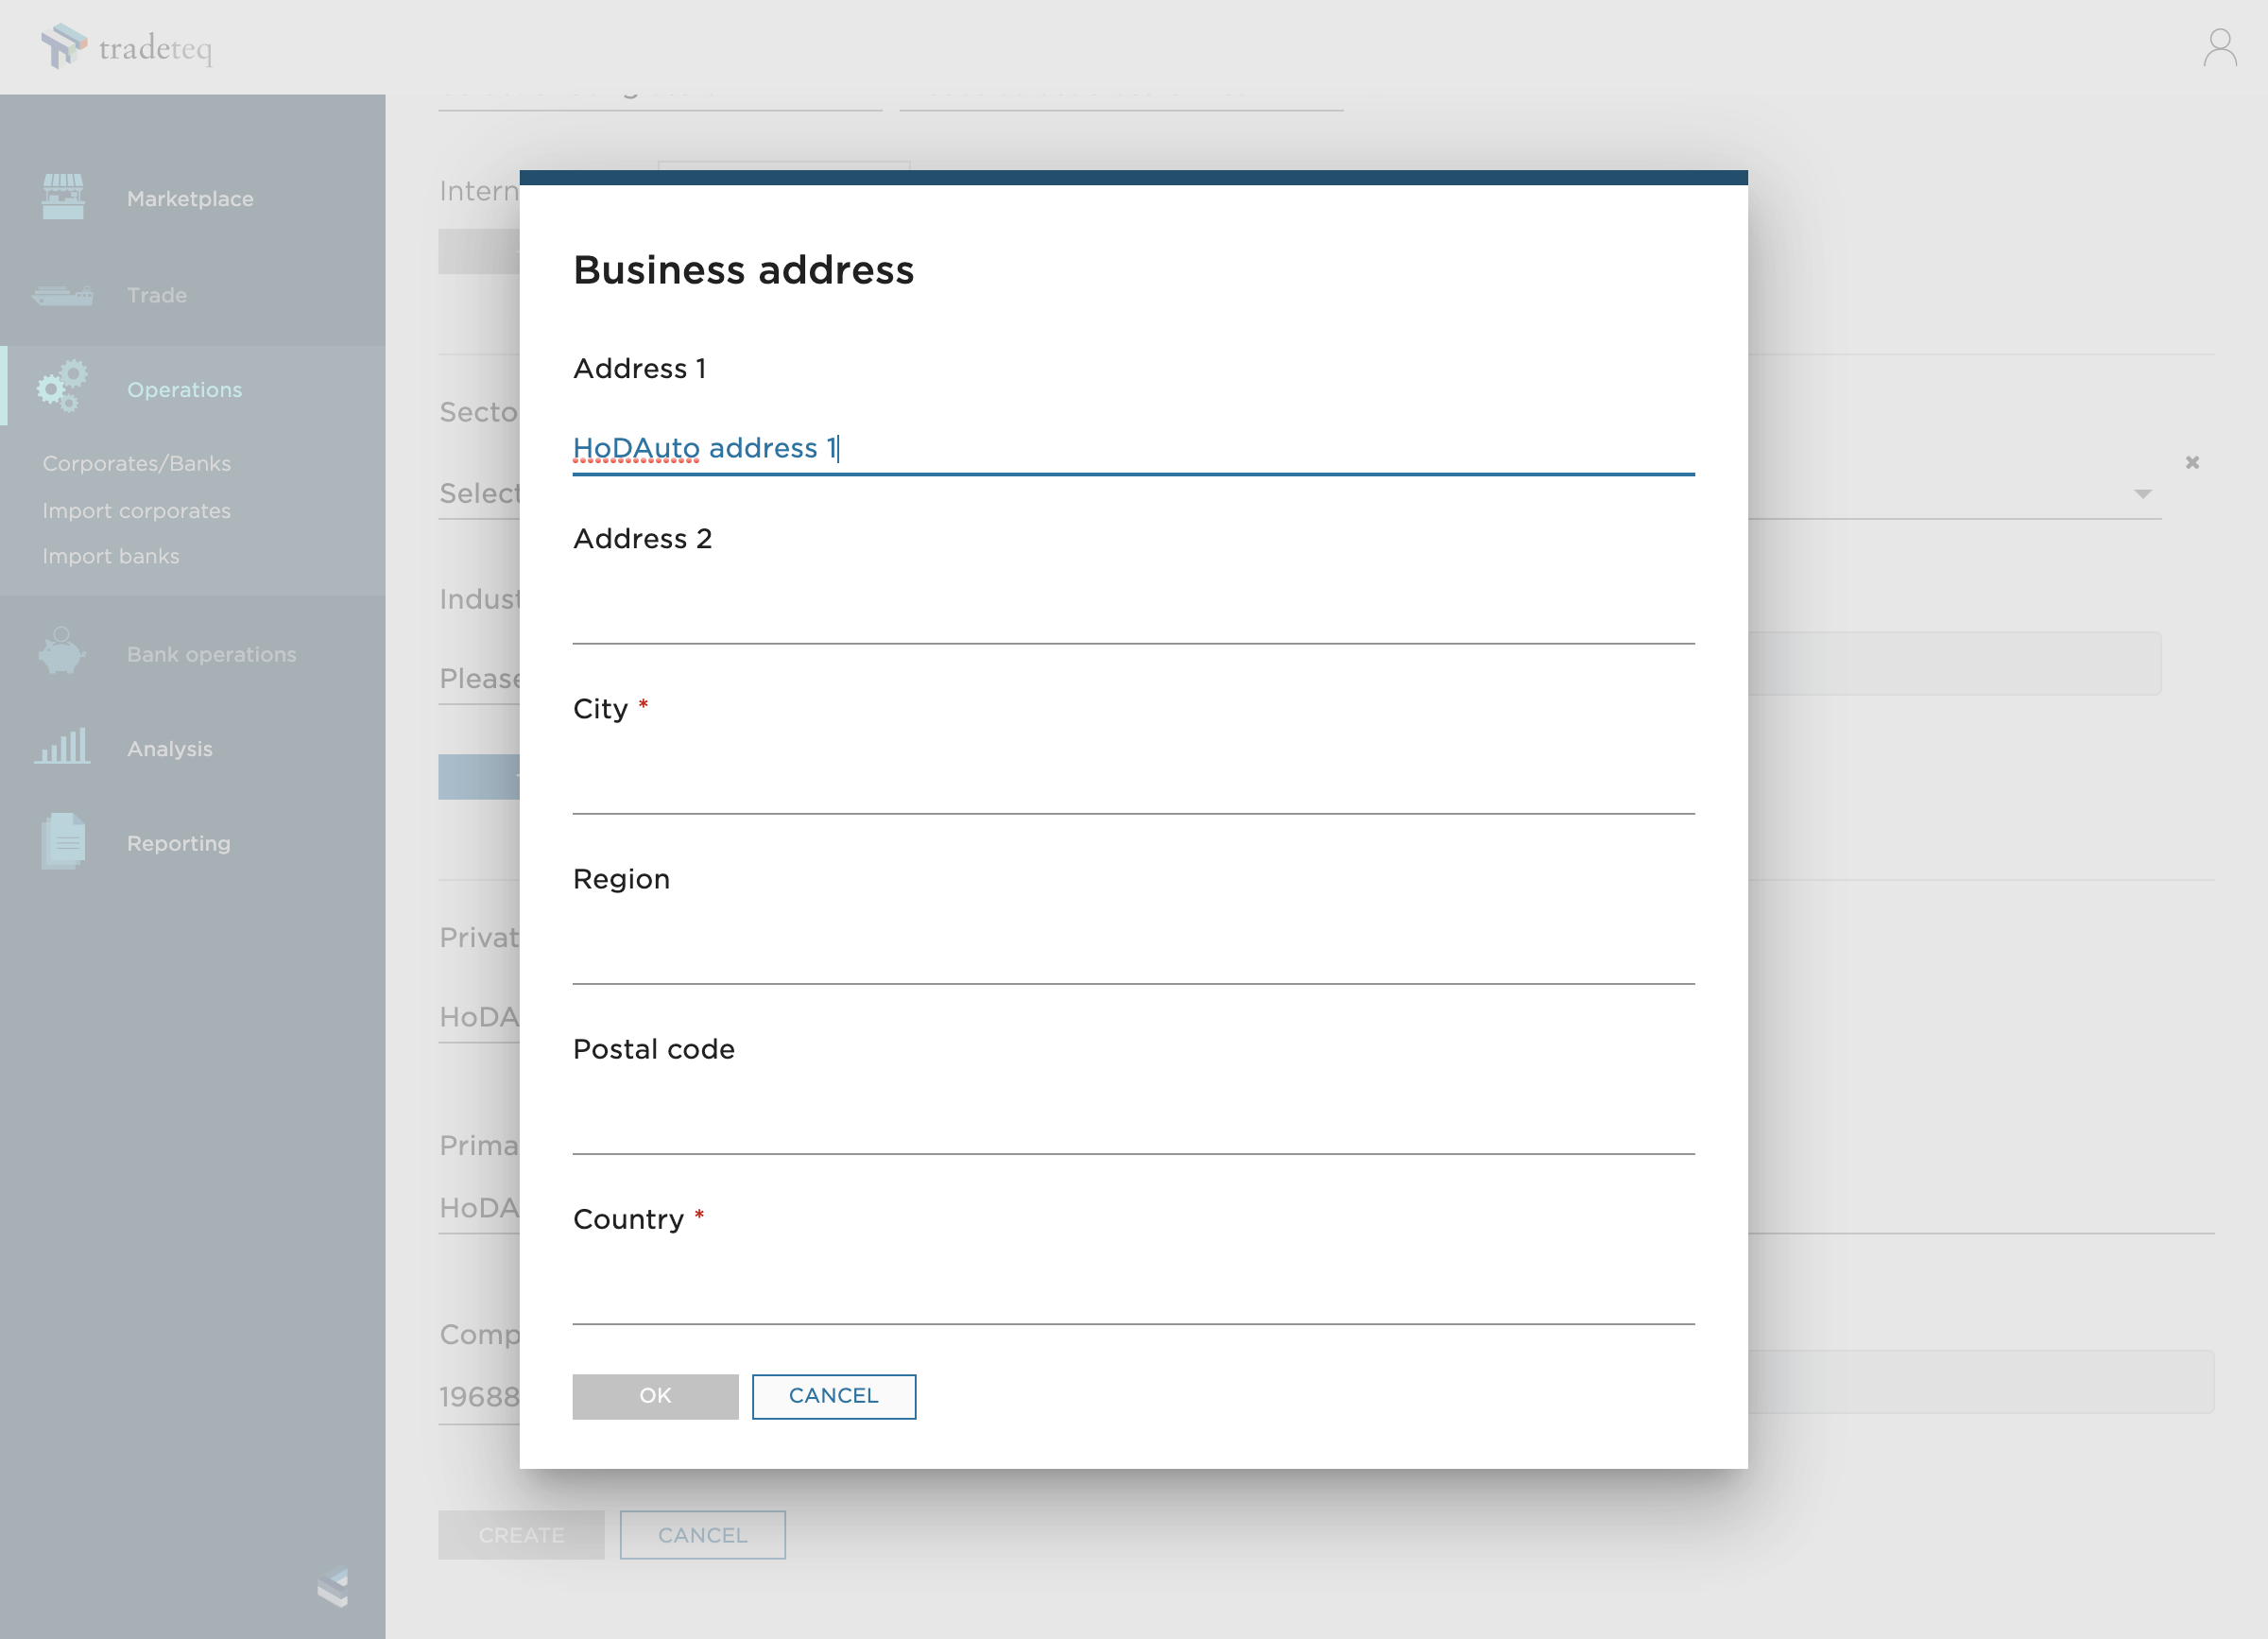 tradeteq
Marketplace
Trade
Operations
Corporates/Banks
Import corporates
Import banks
Bank operations
Analysis
Reporting
Intern
Secto
Select
Indust
Please
Privat
HoDA
Prima
HoDA
Comp
19688
CREATE
CANCEL
Business address
Address 1
HoDAuto address 1
Address 2
City *
Region
Postal code
Country *
OK
CANCEL